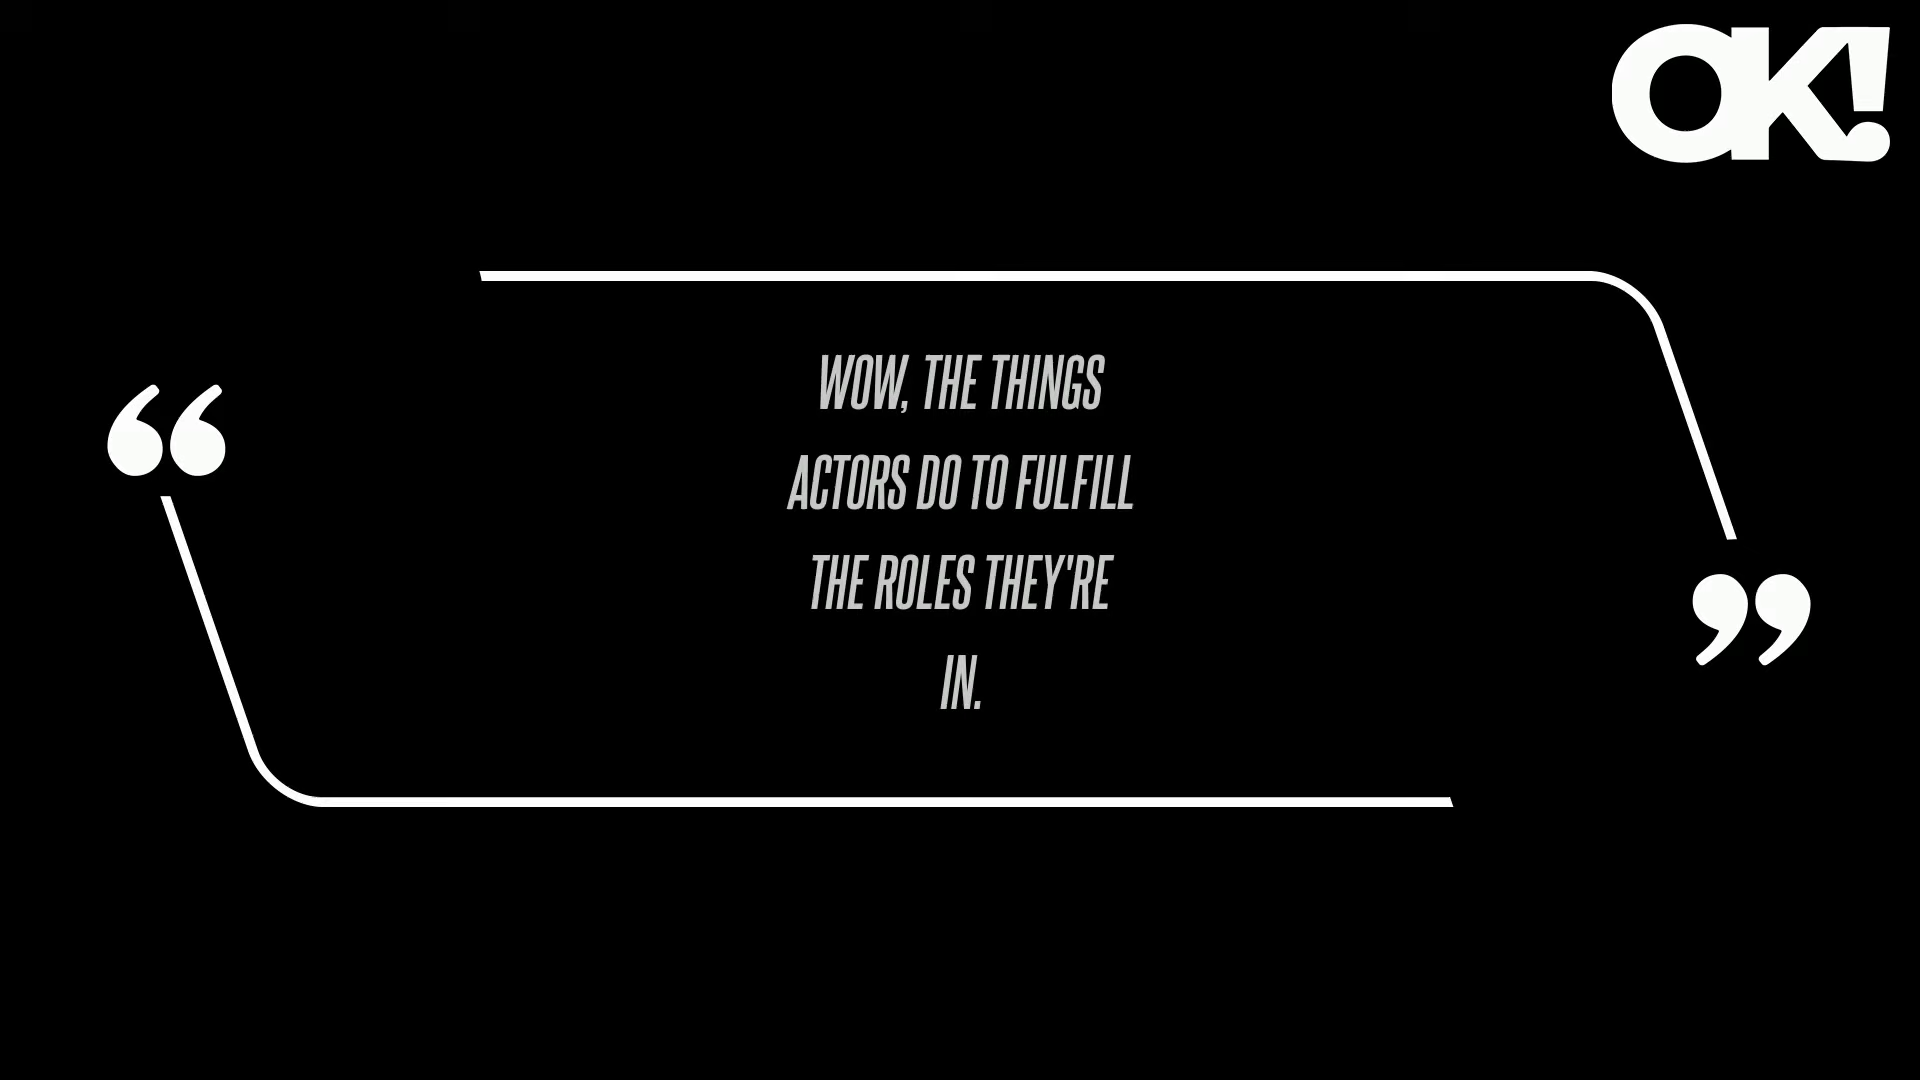 OK!
“
WOW, THE THINGS
ACTORS DO TO FULFILL
THE ROLES THEY'RE
IN.
”